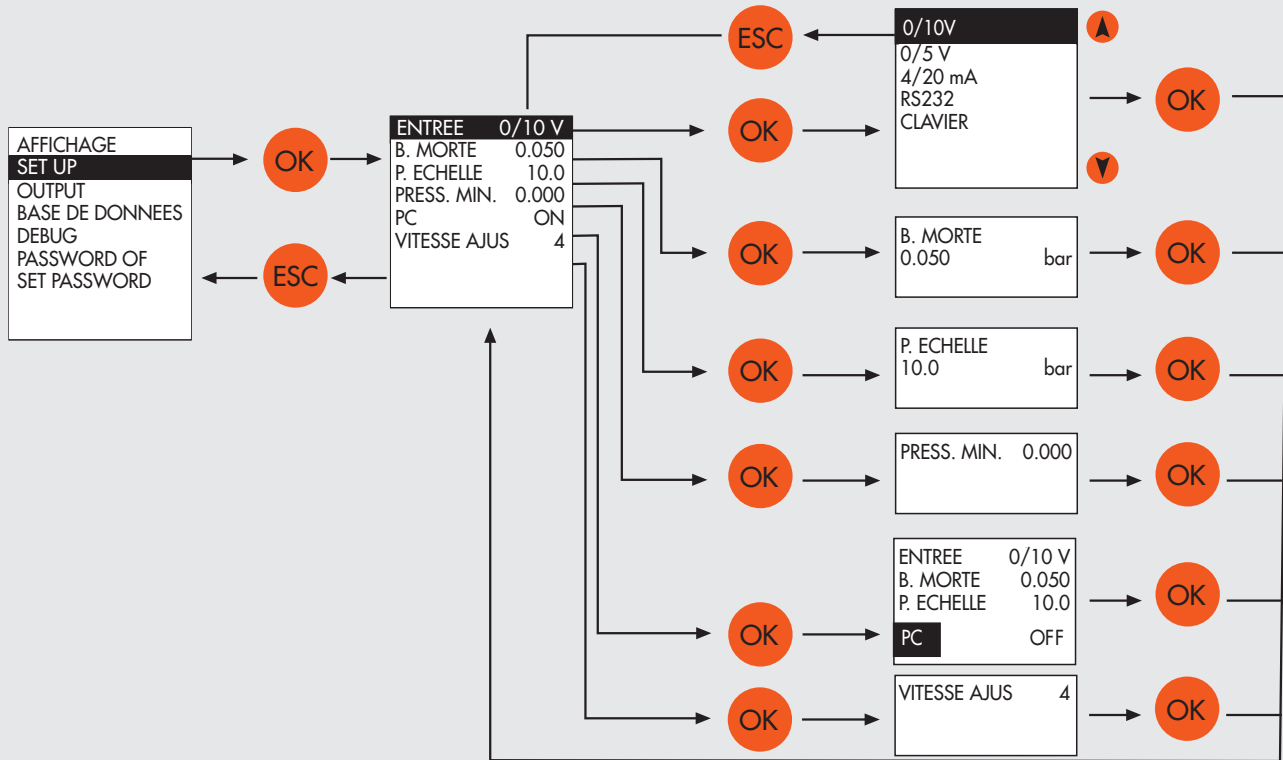 AFFICHAGE
SET UP
OUTPUT
BASE DE DONNEES
DEBUG
PASSWORD OF
SET PASSWORD
OK
ESC
ENTREE 0/10 V
B. MORTE 0.050
P. ECHELLE 10.0
PRESS. MIN. 0.000
PC ON
VITESSE AJUS 4
ESC
OK
0/10V
0/5 V
4/20 mA
RS232
CLAVIER
OK
OK
B. MORTE
0.050 bar
OK
OK
P. ECHELLE
10.0 bar
OK
OK
PRESS. MIN. 0.000
OK
OK
ENTREE 0/10 V
B. MORTE 0.050
P. ECHELLE 10.0
PC OFF
OK
OK
VITESSE AJUS 4
OK